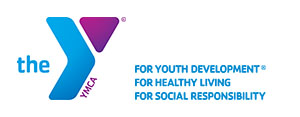 the
YMCA
®
FOR YOUTH DEVELOPMENT®
FOR HEALTHY LIVING
FOR SOCIAL RESPONSIBILITY